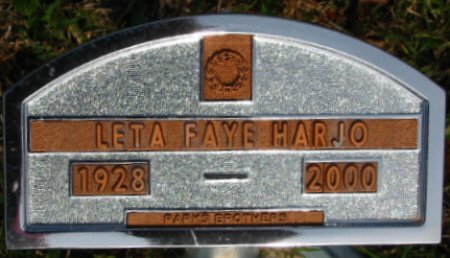 LETA FAYE HARJO
1928 — 2000
PARKS BROTHERS